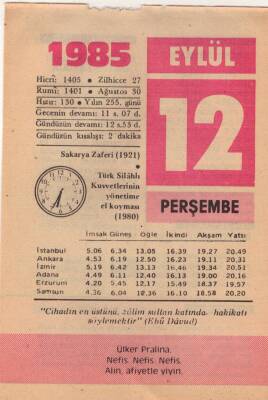 1985
EYLÜL
Hicrî: 1405 • Zilhicce 27
Rumî: 1401 • Ağustos 30
Hızır: 130 • Yılın 255. günü
Gecenin devamı: 11 s. 07 d.
Gündüzün devamı: 12 s. 53 d.
Gündüzün kısalışı: 2 dakika
12
PERŞEMBE
Sakarya Zaferi (1921)
•
Türk Silâhlı
Kuvvetlerinin
yönetime
el koyması
(1980)
İmsak Güneş Öğle İkindi Akşam Yatsı
İstanbul 5.06 6.34 13.05 16.39 19.27 20.49
Ankara 4.53 6.19 12.50 16.23 19.11 20.31
İzmir 5.19 6.42 13.13 16.46 19.34 20.51
Adana 4.49 6.11 12.40 16.13 19.00 20.16
Erzurum 4.20 5.45 12.17 15.49 18.37 19.57
Samsun 4.36 6.04 12.36 16.10 18.58 20.20
"Cihadın en üstünü, zâlim sultan katında hakikatı
söylemektir" (Ebû Dâvud)
Ülker Pralina.
Nefis. Nefis. Nefis.
Alın, afiyetle yiyin.